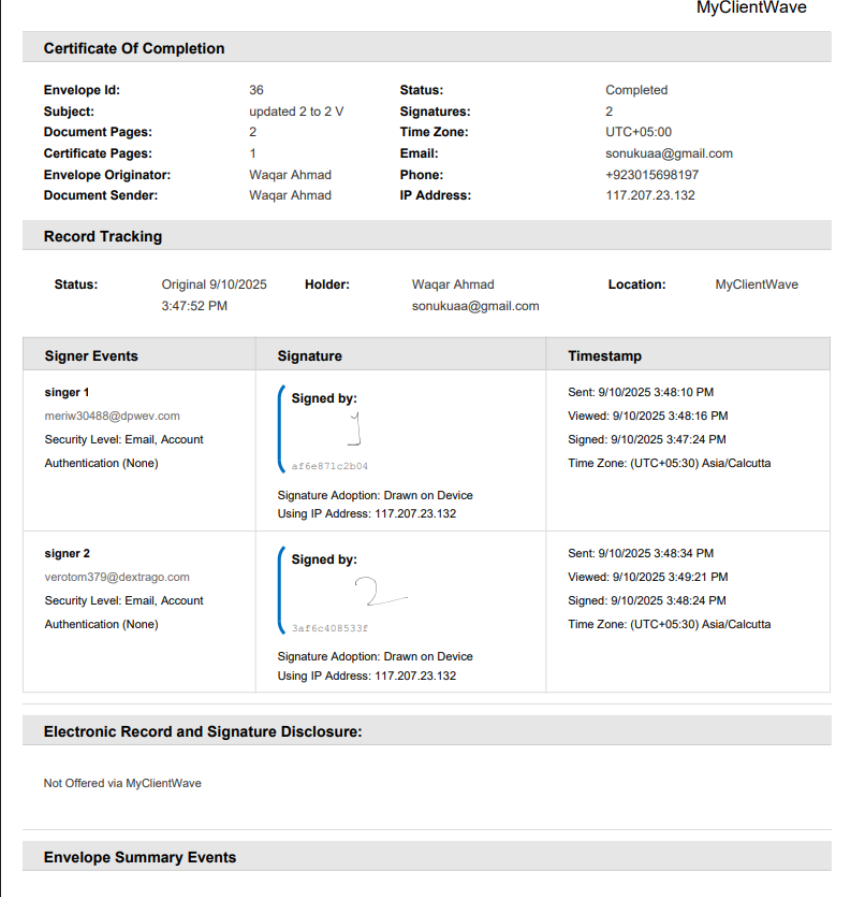 MyClientWave
Certificate Of Completion
Envelope Id: 36 Status: Completed
Subject: updated 2 to 2 V Signatures: 2
Document Pages: 2 Time Zone: UTC+05:00
Certificate Pages: 1 Email: sonukuaa@gmail.com
Envelope Originator: Waqar Ahmad Phone: +923015698197
Document Sender: Waqar Ahmad IP Address: 117.207.23.132
Record Tracking
Status: Original 9/10/2025 Holder: Waqar Ahmad Location: MyClientWave
3:47:52 PM sonukuaa@gmail.com
Signer Events Signature Timestamp
singer 1
meriw30488@dpwev.com
Security Level: Email, Account
Authentication (None)
Signed by:
1
af6e871c2b04
Signature Adoption: Drawn on Device
Using IP Address: 117.207.23.132
Sent: 9/10/2025 3:48:10 PM
Viewed: 9/10/2025 3:48:16 PM
Signed: 9/10/2025 3:47:24 PM
Time Zone: (UTC+05:30) Asia/Calcutta
signer 2
verotom379@dextrago.com
Security Level: Email, Account
Authentication (None)
Signed by:
2
3af6c408533f
Signature Adoption: Drawn on Device
Using IP Address: 117.207.23.132
Sent: 9/10/2025 3:48:34 PM
Viewed: 9/10/2025 3:49:21 PM
Signed: 9/10/2025 3:48:24 PM
Time Zone: (UTC+05:30) Asia/Calcutta
Electronic Record and Signature Disclosure:
Not Offered via MyClientWave
Envelope Summary Events